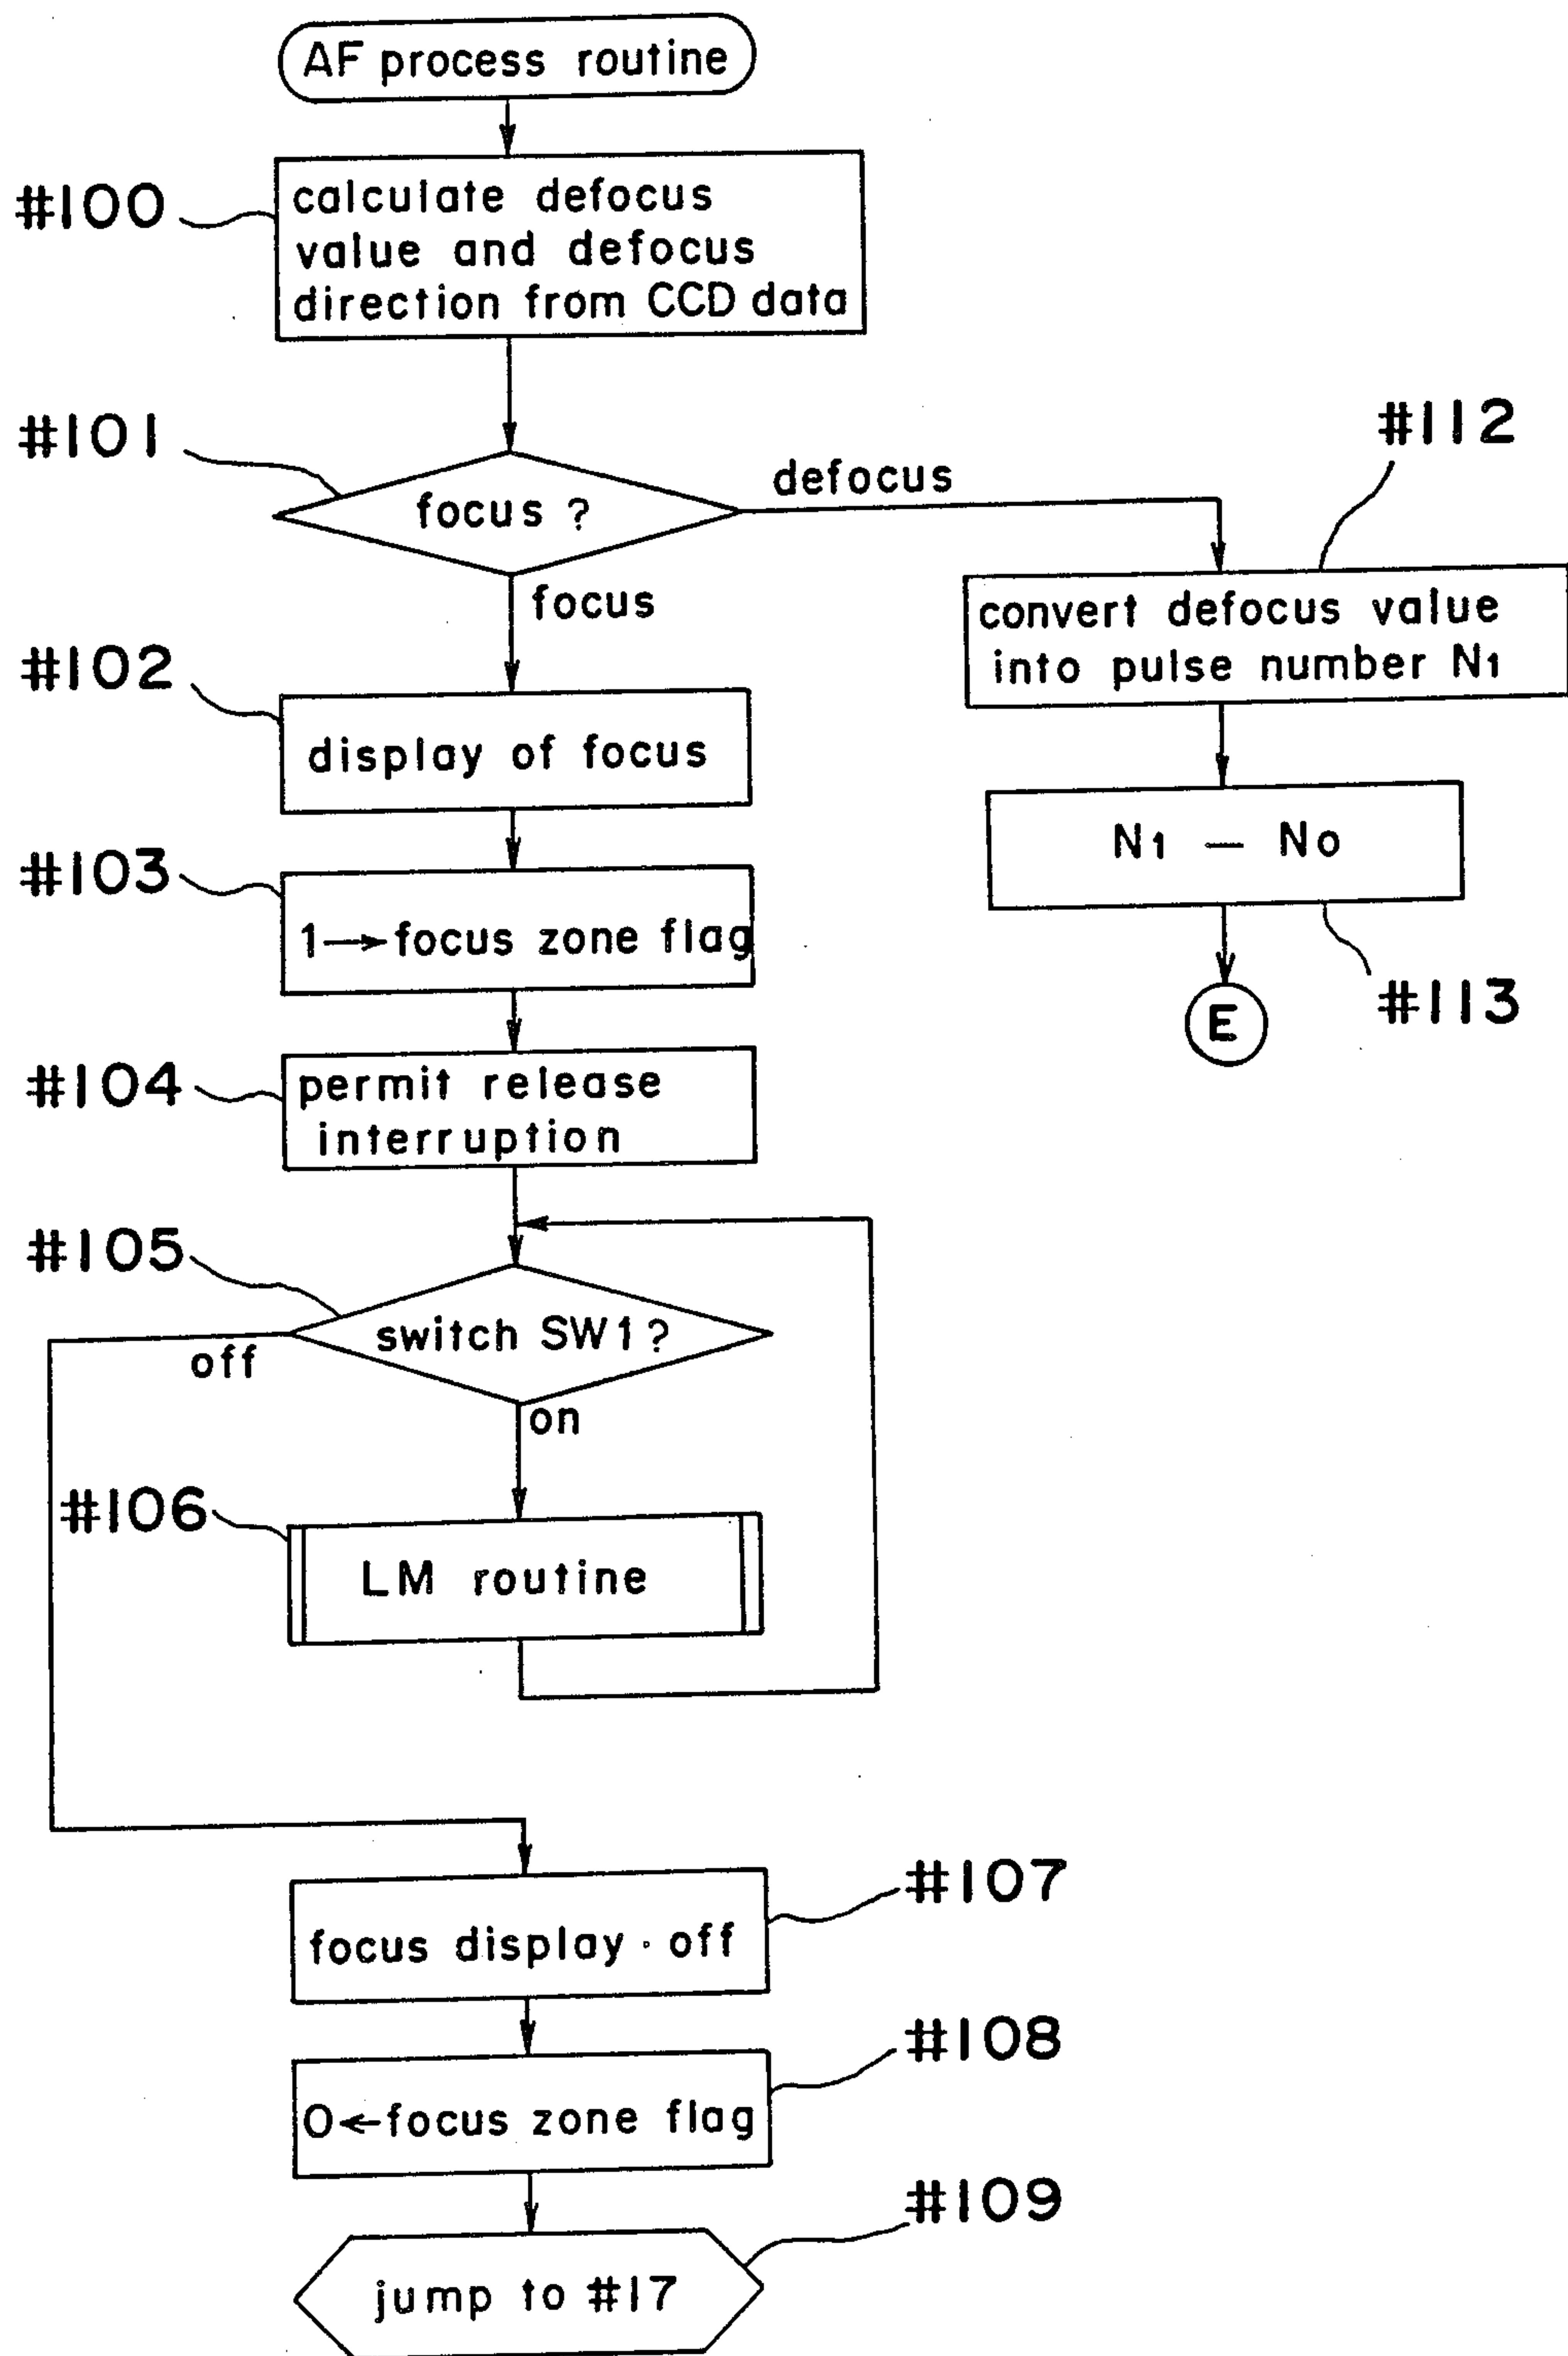 AF process routine
#100
calculate defocus
value and defocus
direction from CCD data
#101
focus ?
defocus
focus
#112
convert defocus value
into pulse number N1
#102
display of focus
N1 — No
#113
E
#103
1→focus zone flag
#104
permit release
interruption
#105
switch SW1?
off
on
#106
LM routine
#107
focus display · off
#108
0←focus zone flag
#109
jump to #17